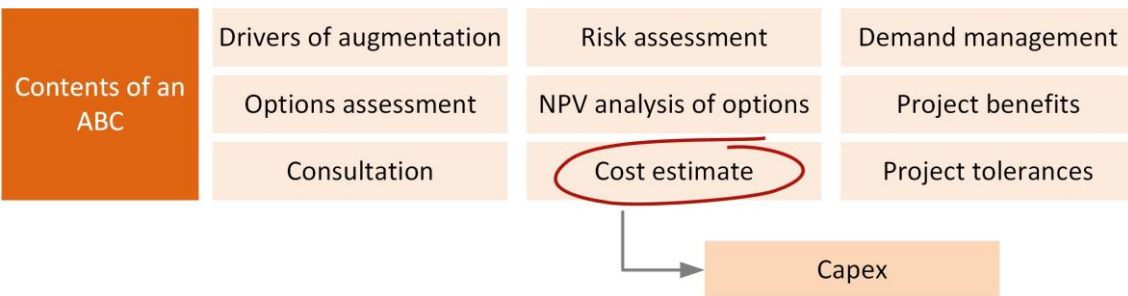 Contents of an
ABC
Drivers of augmentation
Risk assessment
Demand management
Options assessment
NPV analysis of options
Project benefits
Consultation
Cost estimate
Project tolerances
Capex